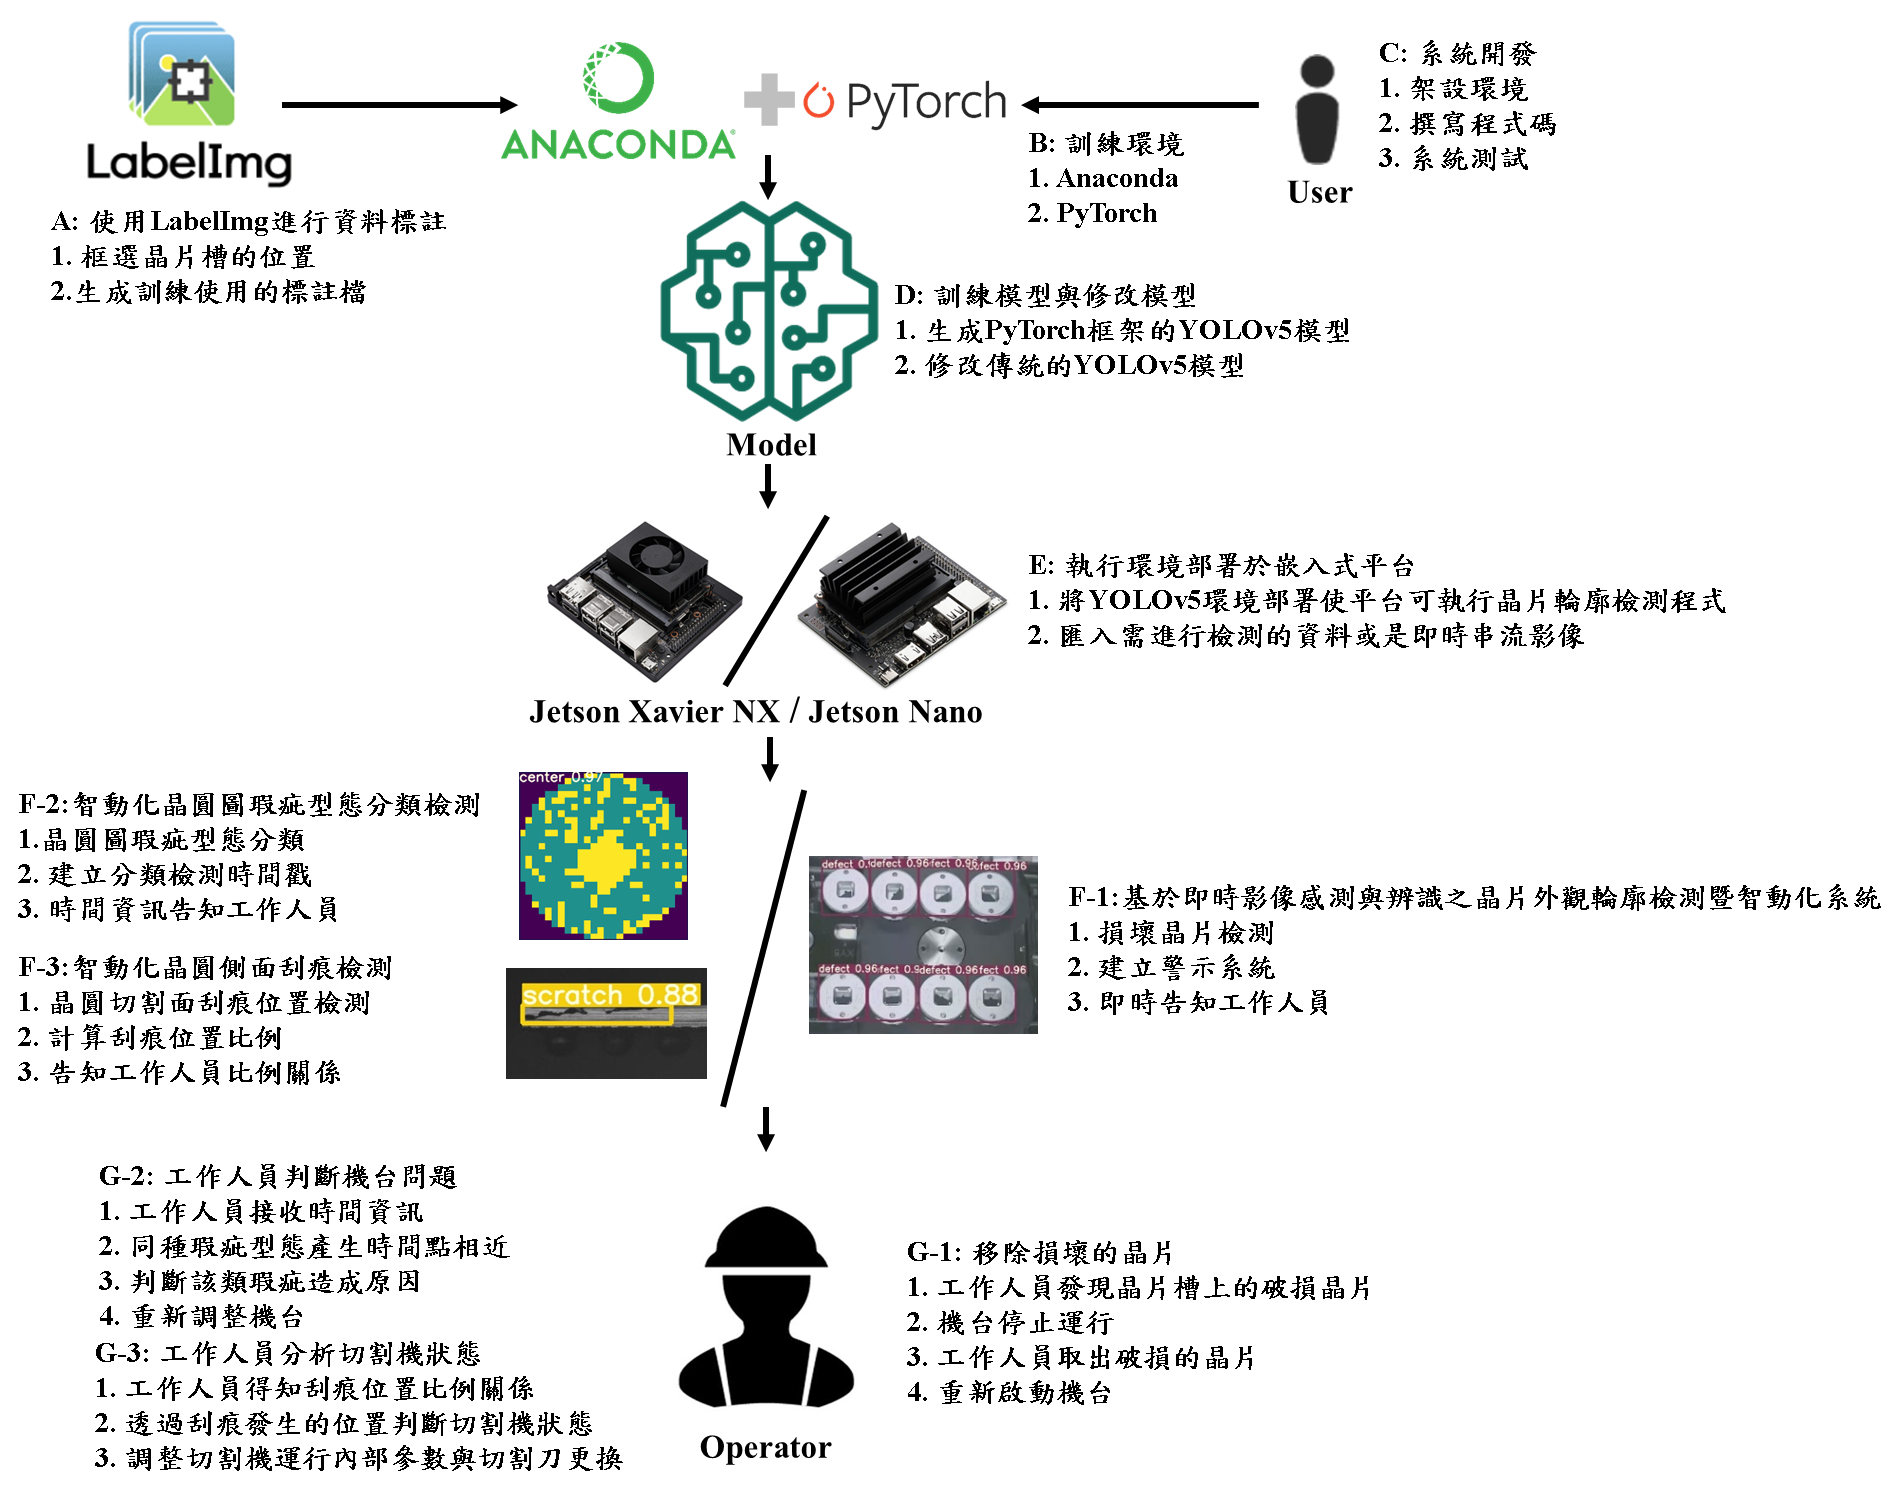 LabelImg
A: 使用LabelImg進行資料標註
1. 框選晶片槽的位置
2.生成訓練使用的標註檔
ANACONDA
PyTorch
B: 訓練環境
1. Anaconda
2. PyTorch
User
C: 系統開發
1. 架設環境
2. 撰寫程式碼
3. 系統測試
Model
D: 訓練模型與修改模型
1. 生成PyTorch框架的YOLOv5模型
2. 修改傳統的YOLOv5模型
Jetson Xavier NX / Jetson Nano
E: 執行環境部署於嵌入式平台
1. 將YOLOv5環境部署使平台可執行晶片輪廓檢測程式
2. 匯入需進行檢測的資料或是即時串流影像
F-2:智動化晶圓圖瑕疵型態分類檢測
1.晶圓圖瑕疵型態分類
2. 建立分類檢測時間戳
3. 時間資訊告知工作人員
center 0.97
F-3:智動化晶圓側面刮痕檢測
1. 晶圓切割面刮痕位置檢測
2. 計算刮痕位置比例
3. 告知工作人員比例關係
scratch 0.88
defect 0.96 fect 0.96 fect 0.96
defect 0.96 defect 0.96 fect 0.96
F-1:基於即時影像感測與辨識之晶片外觀輪廓檢測暨智動化系統
1. 損壞晶片檢測
2. 建立警示系統
3. 即時告知工作人員
G-2: 工作人員判斷機台問題
1. 工作人員接收時間資訊
2. 同種瑕疵型態產生時間點相近
3. 判斷該類瑕疵造成原因
4. 重新調整機台
G-3: 工作人員分析切割機狀態
1. 工作人員得知刮痕位置比例關係
2. 透過刮痕發生的位置判斷切割機狀態
3. 調整切割機運行內部參數與切割刀更換
Operator
G-1: 移除損壞的晶片
1. 工作人員發現晶片槽上的破損晶片
2. 機台停止運行
3. 工作人員取出破損的晶片
4. 重新啟動機台